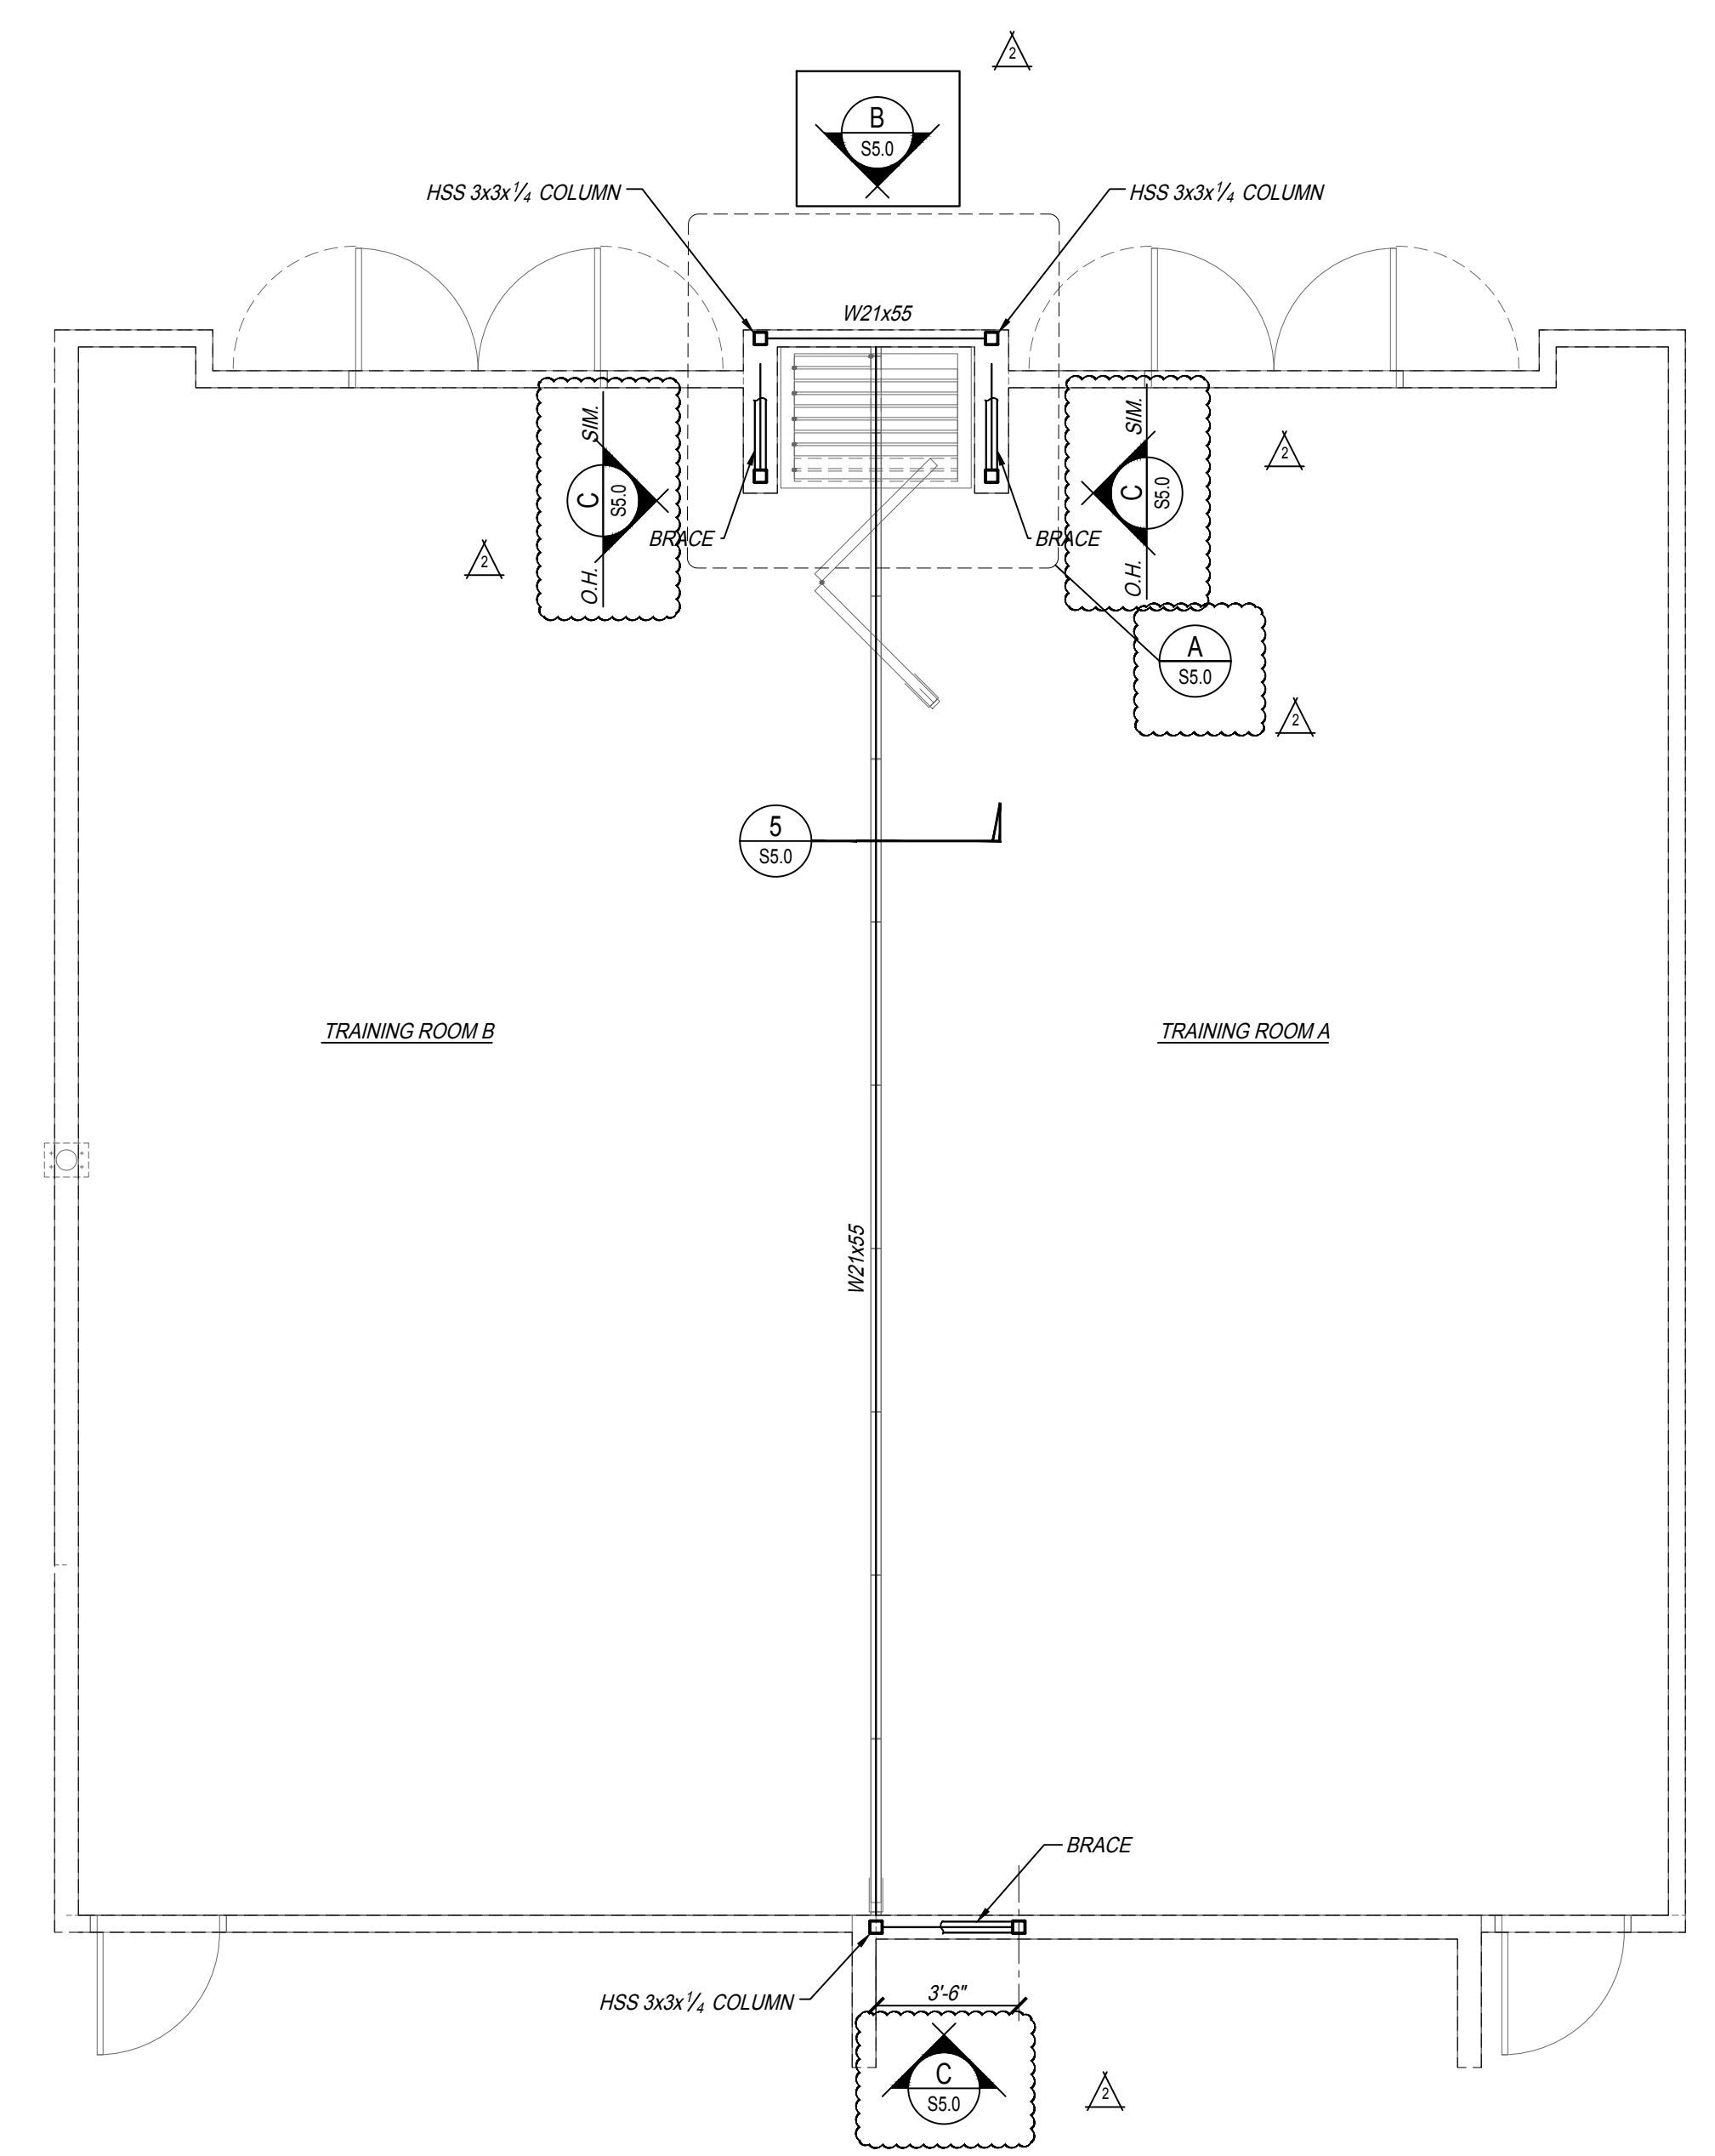 2
B
S5.0
HSS 3x3x1/4 COLUMN
HSS 3x3x1/4 COLUMN
W21x55
SIM.
C
S5.0
O.H.
SIM.
C
S5.0
O.H.
2
BRACE
BRACE
2
A
S5.0
2
5
S5.0
TRAINING ROOM B
TRAINING ROOM A
W21x55
BRACE
HSS 3x3x1/4 COLUMN
3'-6"
C
S5.0
2